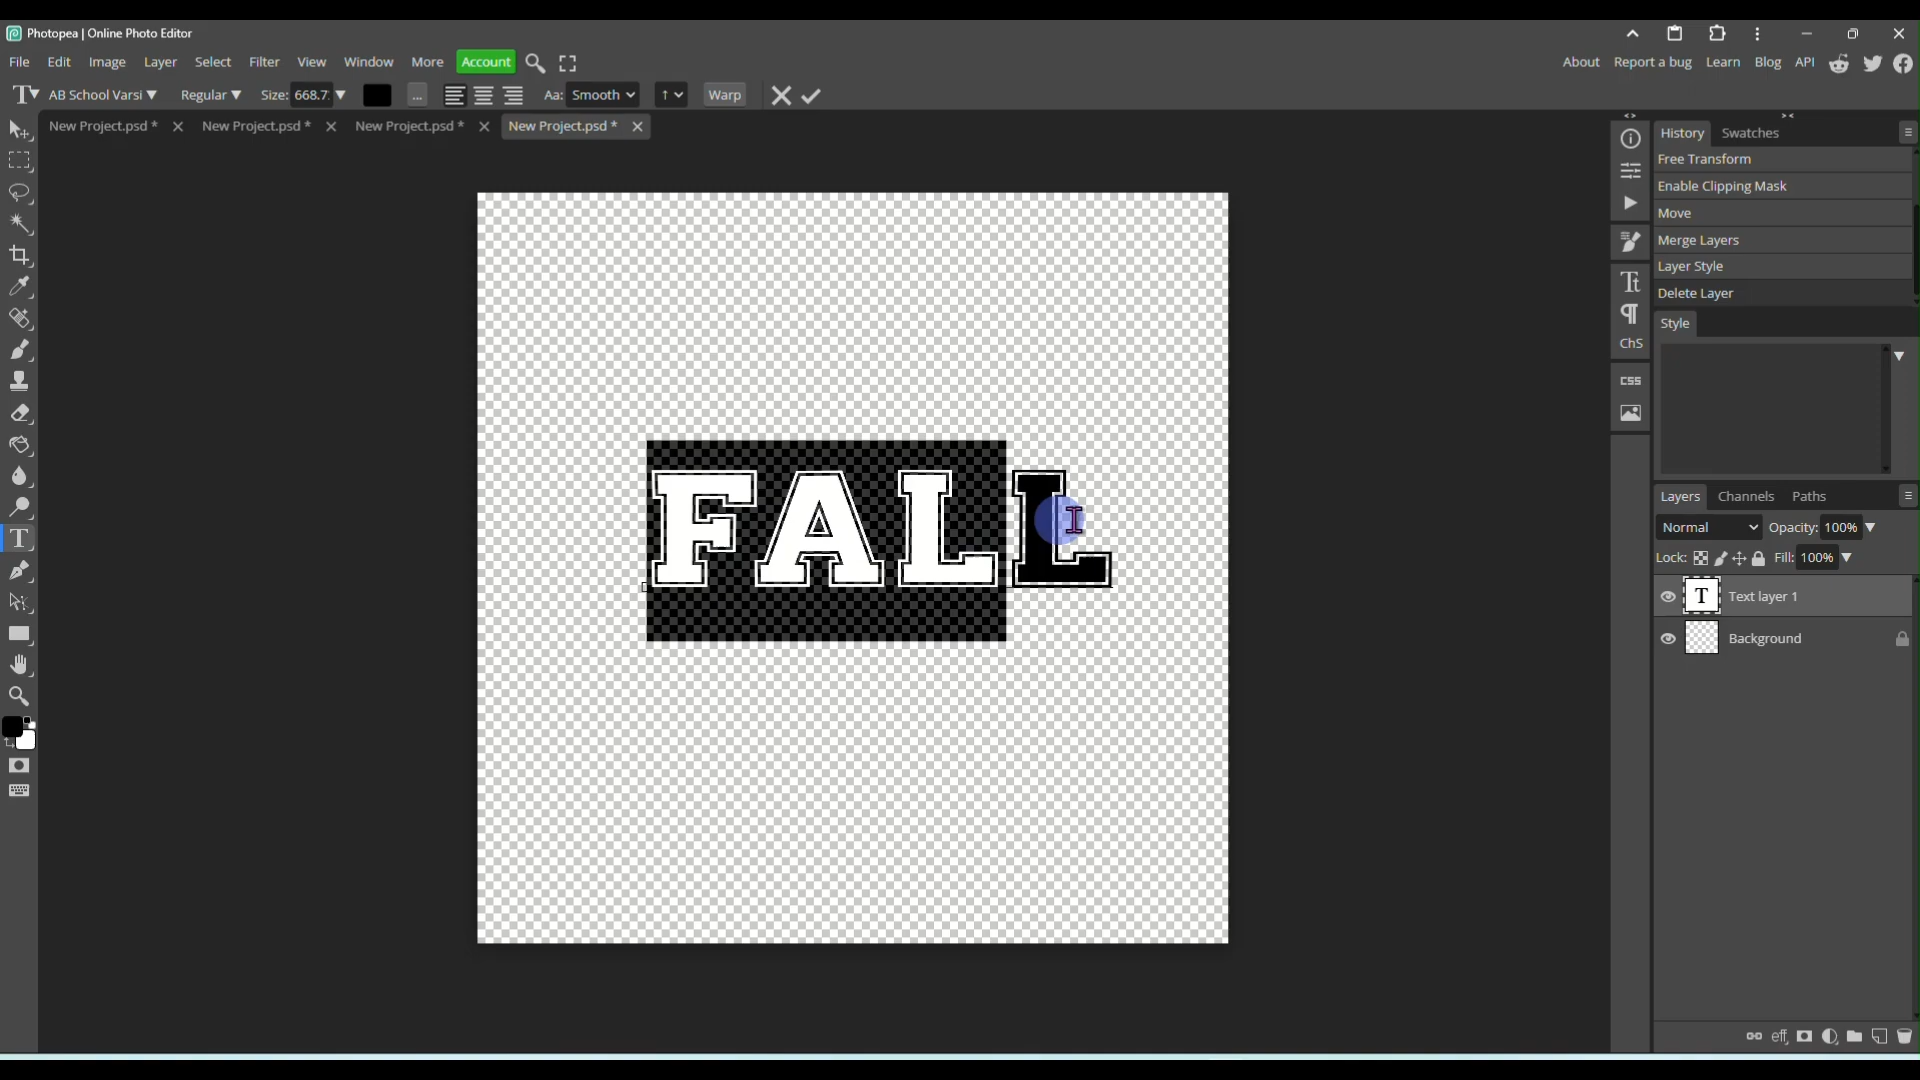 Photopea | Online Photo Editor
File Edit Image Layer Select Filter View Window More Account
About Report a bug Learn Blog API
AB School Varsi Regular Size: 668.7 ... Aa: Smooth Warp
New Project.psd * New Project.psd * New Project.psd * New Project.psd *
History Swatches
Free Transform
Enable Clipping Mask
Move
Merge Layers
Layer Style
Delete Layer
Style
ChS
CSS
FALL
Layers Channels Paths
Normal Opacity: 100%
Lock: Fill: 100%
T Text layer 1
Background
eff